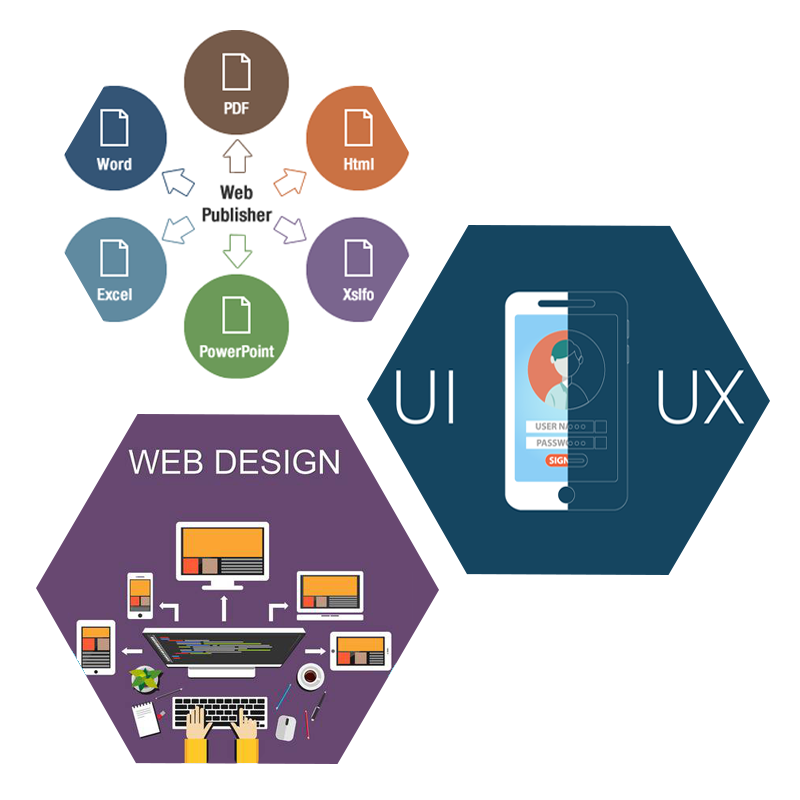 PDF
Word
Html
Web
Publisher
Excel
Xslfo
PowerPoint
UI
UX
USER NA
PASSWO
SIGN
WEB DESIGN